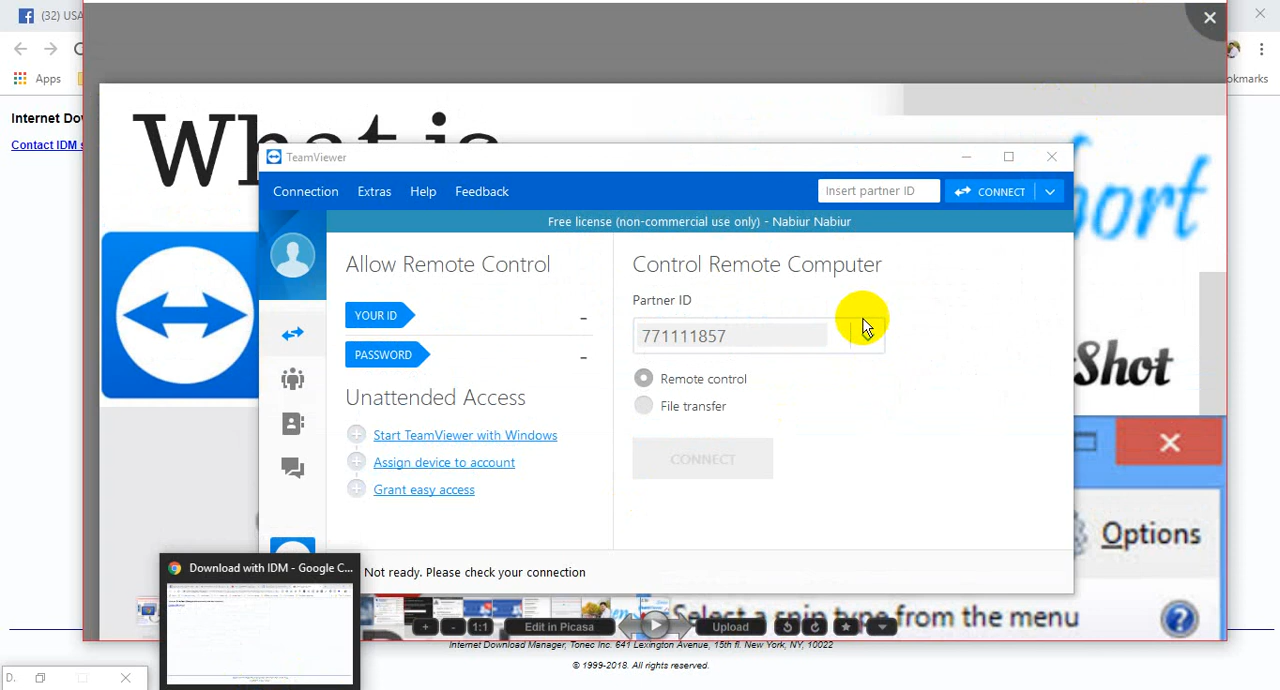 (32) USA
Apps
okmarks
Internet Dow
Contact IDM s
What is
hort
TeamViewer
Connection Extras Help Feedback Insert partner ID CONNECT
Free license (non-commercial use only) - Nabiur Nabiur
Allow Remote Control
YOUR ID -
PASSWORD -
Unattended Access
Start TeamViewer with Windows
Assign device to account
Grant easy access
Control Remote Computer
Partner ID
771111857
Remote control
File transfer
CONNECT
Shot
Options
Not ready. Please check your connection
Download with IDM - Google C...
Select a snip type from the menu
+ - 1:1 Edit in Picasa Upload
Internet Download Manager, Tonec Inc. 641 Lexington Avenue, 15th fl. New York, NY, 10022
© 1999-2018. All rights reserved.
D.